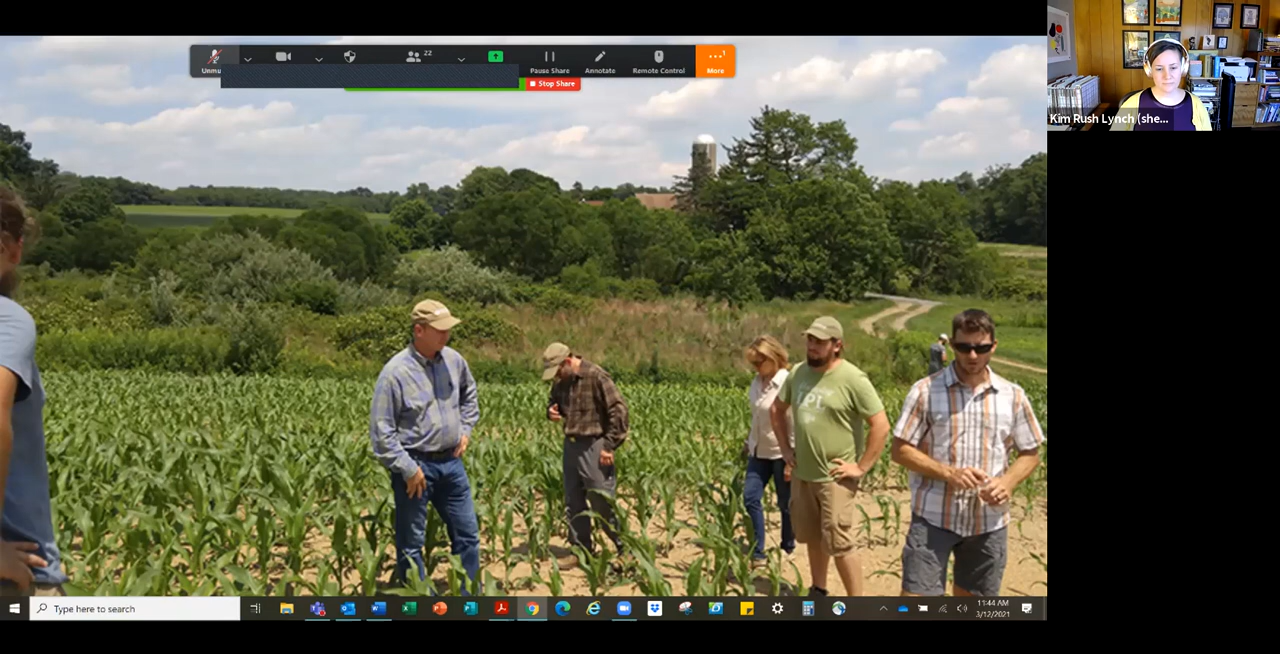 Unmu
22
1
Pause Share
Annotate
Remote Control
More
Stop Share
Kim Rush Lynch (she...
Type here to search
11:44 AM
3/12/2021